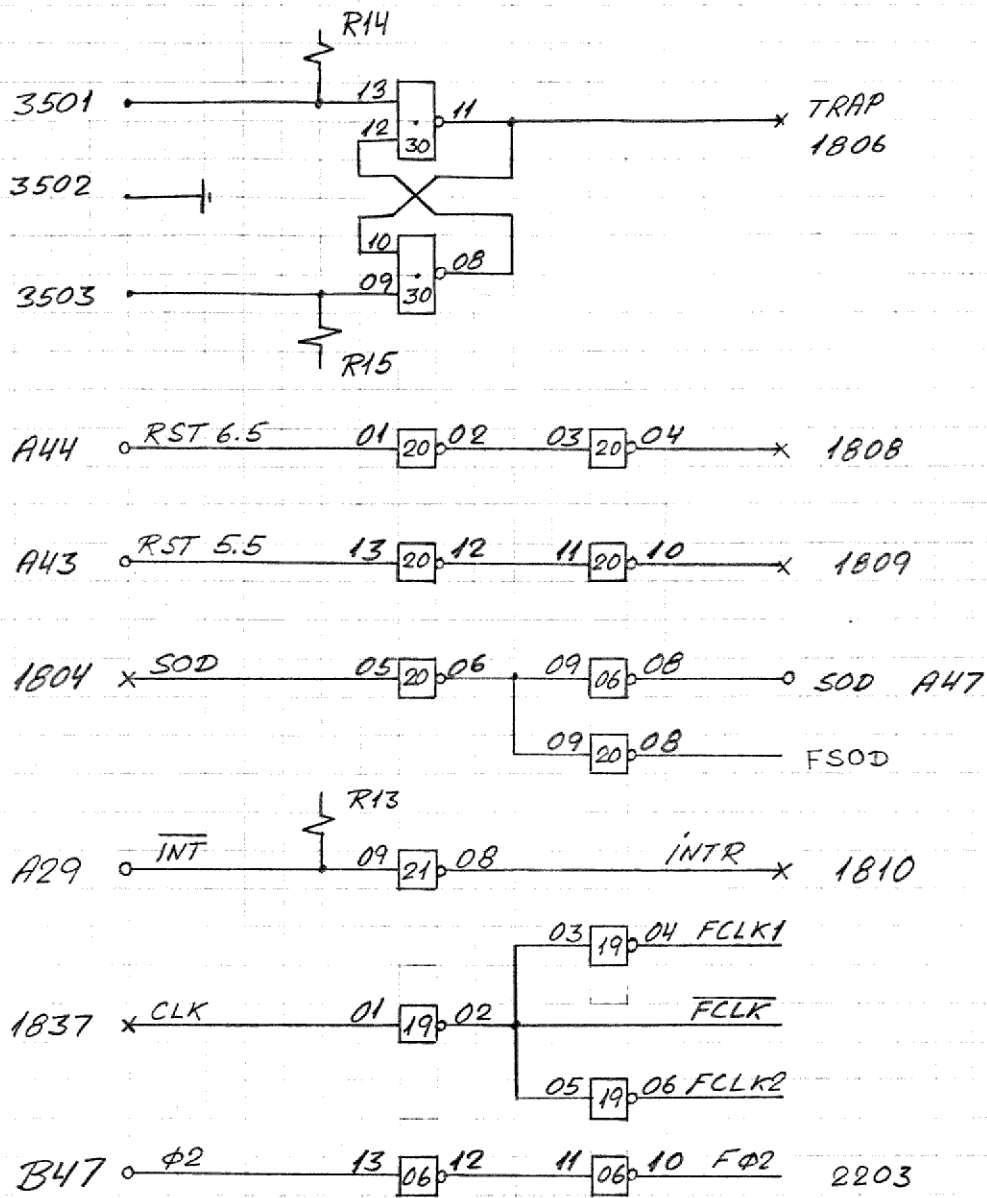 R14
3501 13 11 TRAP
12 30 1806
3502
10 08
3503 09 30
R15
A44 RST 6.5 01 20 02 03 20 04 1808
A43 RST 5.5 13 20 12 11 20 10 1809
1804 SOD 05 20 06 09 06 08 SOD A47
09 20 08 FSOD
R13
A29 INT 09 21 08 INTR 1810
03 19 04 FCLK1
1837 CLK 01 19 02 FCLK
05 19 06 FCLK2
B47 Φ2 13 06 12 11 06 10 FΦ2 2203